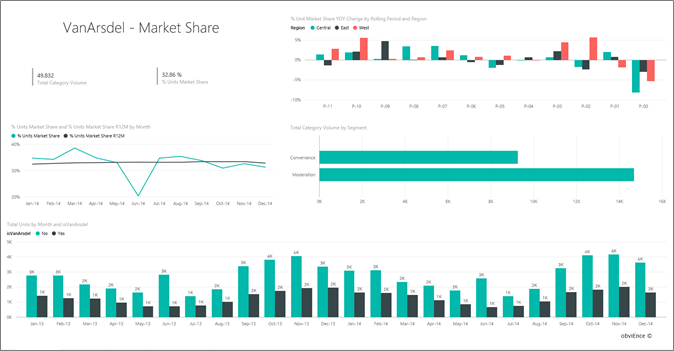 VanArsdel - Market Share
49,832
Total Category Volume
32.86 %
% Units Market Share
% Unit Market Share YOY Change by Rolling Period and Region
Region Central East West
5%
0%
-5%
-10%
P-11 P-10 P-09 P-08 P-07 P-06 P-05 P-04 P-03 P-02 P-01 P-00
% Units Market Share and % Units Market Share R12M by Month
% Units Market Share % Units Market Share R12M
40%
30%
20%
Jan-14 Feb-14 Mar-14 Apr-14 May-14 Jun-14 Jul-14 Aug-14 Sep-14 Oct-14 Nov-14 Dec-14
Total Category Volume by Segment
Convenience
Moderation
0K 2K 4K 6K 8K 10K 12K 14K 16K
Total Units by Month and isVanArsdel
isVanArsdel No Yes
5K
4K
3K
2K
1K
0K
3K 1K 3K 1K 2K 1K 2K 1K 3K 1K 1K 1K 2K 1K 3K 2K 4K 2K 4K 2K 3K 2K 3K 2K 3K 2K 2K 1K 2K 1K 2K 1K 3K 1K 1K 1K 2K 1K 3K 2K 4K 2K 4K 2K 4K 2K
Jan-13 Feb-13 Mar-13 Apr-13 May-13 Jun-13 Jul-13 Aug-13 Sep-13 Oct-13 Nov-13 Dec-13 Jan-14 Feb-14 Mar-14 Apr-14 May-14 Jun-14 Jul-14 Aug-14 Sep-14 Oct-14 Nov-14 Dec-14
obviEnce ©